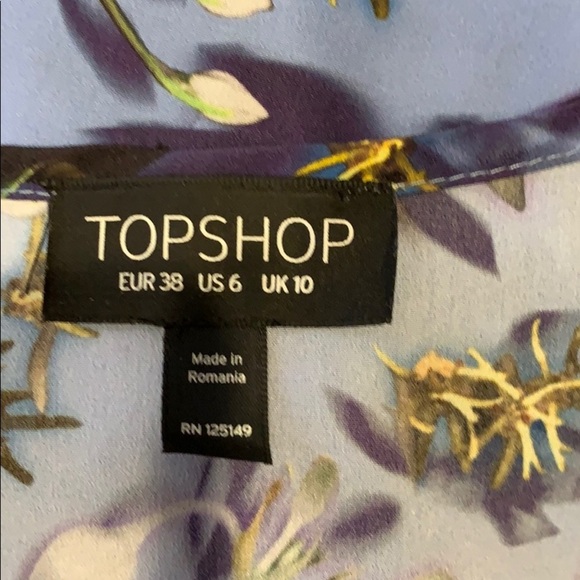 TOPSHOP
EUR 38 US 6 UK 10
Made in
Romania
RN 125149